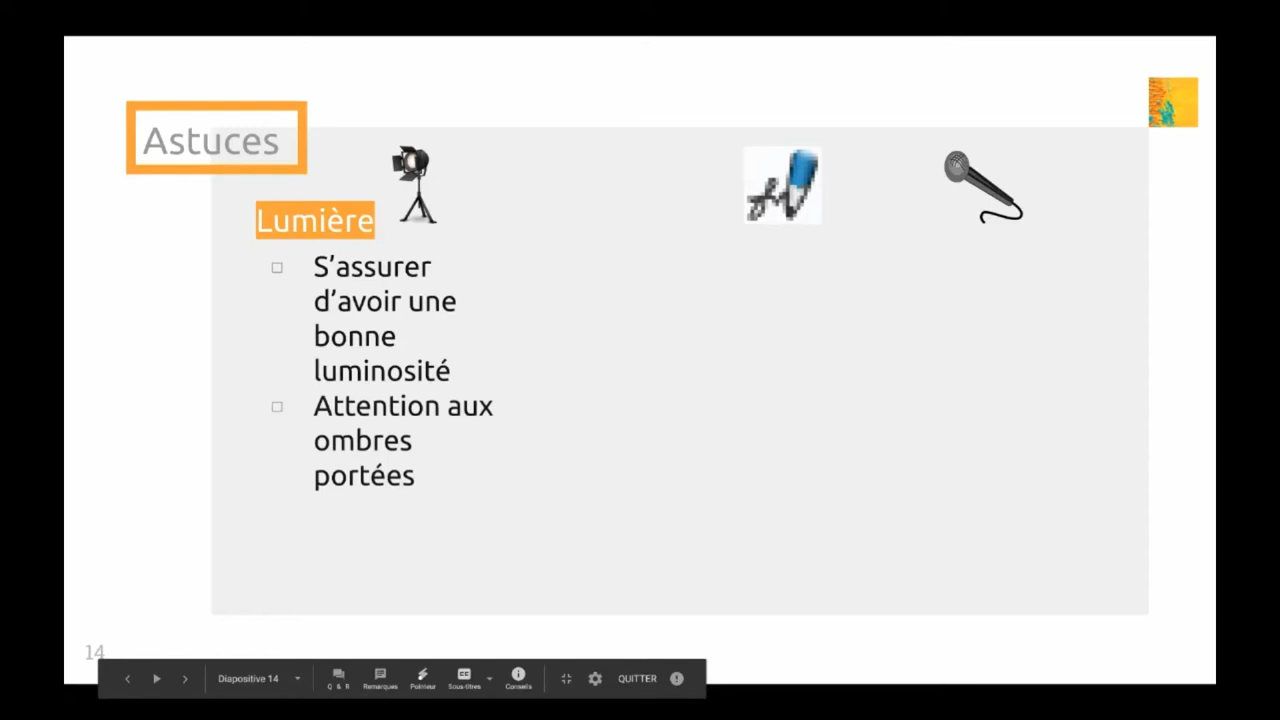 Astuces
Lumière
S’assurer
d’avoir une
bonne
luminosité
Attention aux
ombres
portées
14
Diapositive 14
Q & R
Remarques
Pointeur
Sous-titres
Conseils
QUITTER